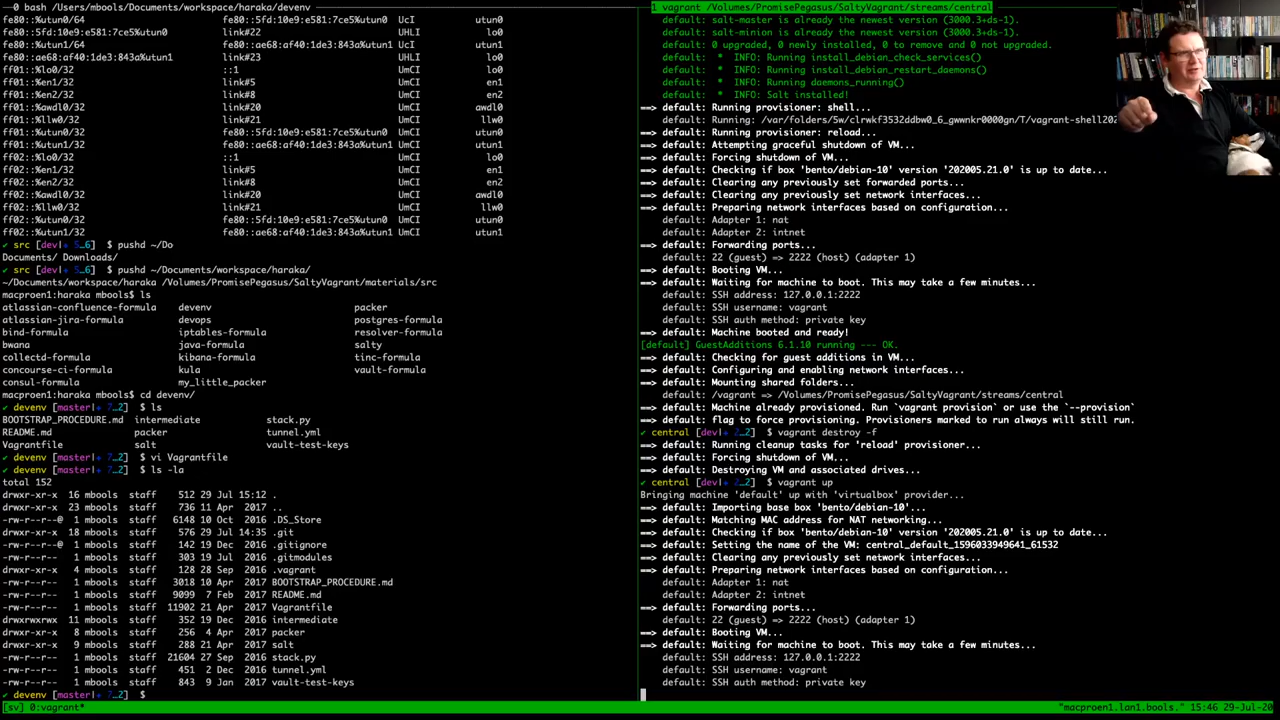 —0 bash /Users/mbools/Documents/workspace/haraka/devenv
fe80::%utun0/64 fe80::5fd:10e9:e581:7ce5%utun0 UcI utun0
fe80::5fd:10e9:e581:7ce5%utun0 link#22 UHLI lo0
fe80::%utun1/64 fe80::ae68:af40:1de3:843a%utun1 UcI utun1
fe80::ae68:af40:1de3:843a%utun1 link#23 UHLI lo0
ff01::%lo0/32 ::1 UmCI lo0
ff01::%en1/32 link#5 UmCI en1
ff01::%en2/32 link#8 UmCI en2
ff01::%awdl0/32 link#20 UmCI awdl0
ff01::%llw0/32 link#21 UmCI llw0
ff01::%utun0/32 fe80::5fd:10e9:e581:7ce5%utun0 UmCI utun0
ff01::%utun1/32 fe80::ae68:af40:1de3:843a%utun1 UmCI utun1
ff02::%lo0/32 ::1 UmCI lo0
ff02::%en1/32 link#5 UmCI en1
ff02::%en2/32 link#8 UmCI en2
ff02::%awdl0/32 link#20 UmCI awdl0
ff02::%llw0/32 link#21 UmCI llw0
ff02::%utun0/32 fe80::5fd:10e9:e581:7ce5%utun0 UmCI utun0
ff02::%utun1/32 fe80::ae68:af40:1de3:843a%utun1 UmCI utun1
✔ src [dev|✚ 5…6] $ pushd ~/Do
Documents/ Downloads/
✔ src [dev|✚ 5…6] $ pushd ~/Documents/workspace/haraka/
~/Documents/workspace/haraka /Volumes/PromisePegasus/SaltyVagrant/materials/src
macproen1:haraka mbools$ ls
atlassian-confluence-formula devenv packer
atlassian-jira-formula devops postgres-formula
bind-formula iptables-formula resolver-formula
bwana java-formula salty
collectd-formula kibana-formula tinc-formula
concourse-ci-formula kula vault-formula
consul-formula my_little_packer
macproen1:haraka mbools$ cd devenv/
✔ devenv [master|✚ 7…2] $ ls
BOOTSTRAP_PROCEDURE.md intermediate stack.py
README.md packer tunnel.yml
Vagrantfile salt vault-test-keys
✔ devenv [master|✚ 7…2] $ vi Vagrantfile
✔ devenv [master|✚ 7…2] $ ls -la
total 152
drwxr-xr-x 16 mbools staff 512 29 Jul 15:12 .
drwxr-xr-x 23 mbools staff 736 11 Apr 2017 ..
-rw-r--r--@ 1 mbools staff 6148 10 Oct 2016 .DS_Store
drwxr-xr-x 18 mbools staff 576 29 Jul 14:35 .git
-rw-r--r--@ 1 mbools staff 142 19 Dec 2016 .gitignore
-rw-r--r-- 1 mbools staff 303 19 Jul 2016 .gitmodules
drwxr-xr-x 4 mbools staff 128 28 Sep 2016 .vagrant
-rw-r--r-- 1 mbools staff 3018 10 Apr 2017 BOOTSTRAP_PROCEDURE.md
-rw-r--r-- 1 mbools staff 9099 7 Feb 2017 README.md
-rw-r--r-- 1 mbools staff 11902 21 Apr 2017 Vagrantfile
drwxrwxrwx 11 mbools staff 352 19 Dec 2016 intermediate
drwxr-xr-x 8 mbools staff 256 4 Apr 2017 packer
drwxr-xr-x 9 mbools staff 288 21 Apr 2017 salt
-rw-r--r-- 1 mbools staff 21604 27 Sep 2016 stack.py
-rw-r--r-- 1 mbools staff 451 2 Dec 2016 tunnel.yml
-rw-r--r-- 1 mbools staff 843 9 Jan 2017 vault-test-keys
✔ devenv [master|✚ 7…2] $
1 vagrant /Volumes/PromisePegasus/SaltyVagrant/streams/central
default: salt-master is already the newest version (3000.3+ds-1).
default: salt-minion is already the newest version (3000.3+ds-1).
default: 0 upgraded, 0 newly installed, 0 to remove and 0 not upgraded.
default: * INFO: Running install_debian_check_services()
default: * INFO: Running install_debian_restart_daemons()
default: * INFO: Running daemons_running()
default: * INFO: Salt installed!
==> default: Running provisioner: shell...
default: Running: /var/folders/5w/clrwkf3532ddbw0_6_gwwnkr0000gn/T/vagrant-shell202
==> default: Running provisioner: reload...
==> default: Attempting graceful shutdown of VM...
==> default: Forcing shutdown of VM...
==> default: Checking if box 'bento/debian-10' version '202005.21.0' is up to date...
==> default: Clearing any previously set forwarded ports...
==> default: Clearing any previously set network interfaces...
==> default: Preparing network interfaces based on configuration...
default: Adapter 1: nat
default: Adapter 2: intnet
==> default: Forwarding ports...
default: 22 (guest) => 2222 (host) (adapter 1)
==> default: Booting VM...
==> default: Waiting for machine to boot. This may take a few minutes...
default: SSH address: 127.0.0.1:2222
default: SSH username: vagrant
default: SSH auth method: private key
==> default: Machine booted and ready!
[default] GuestAdditions 6.1.10 running --- OK.
==> default: Checking for guest additions in VM...
==> default: Configuring and enabling network interfaces...
==> default: Mounting shared folders...
default: /vagrant => /Volumes/PromisePegasus/SaltyVagrant/streams/central
==> default: Machine already provisioned. Run `vagrant provision` or use the `--provision`
==> default: flag to force provisioning. Provisioners marked to run always will still run.
✔ central [dev|✚ 2…2] $ vagrant destroy -f
==> default: Running cleanup tasks for 'reload' provisioner...
==> default: Forcing shutdown of VM...
==> default: Destroying VM and associated drives...
✔ central [dev|✚ 2…2] $ vagrant up
Bringing machine 'default' up with 'virtualbox' provider...
==> default: Importing base box 'bento/debian-10'...
==> default: Matching MAC address for NAT networking...
==> default: Checking if box 'bento/debian-10' version '202005.21.0' is up to date...
==> default: Setting the name of the VM: central_default_1596033949641_61532
==> default: Clearing any previously set network interfaces...
==> default: Preparing network interfaces based on configuration...
default: Adapter 1: nat
default: Adapter 2: intnet
==> default: Forwarding ports...
default: 22 (guest) => 2222 (host) (adapter 1)
==> default: Booting VM...
==> default: Waiting for machine to boot. This may take a few minutes...
default: SSH address: 127.0.0.1:2222
default: SSH username: vagrant
default: SSH auth method: private key
[sv] 0:vagrant* "macproen1.lan1.bools." 15:46 29-Jul-20